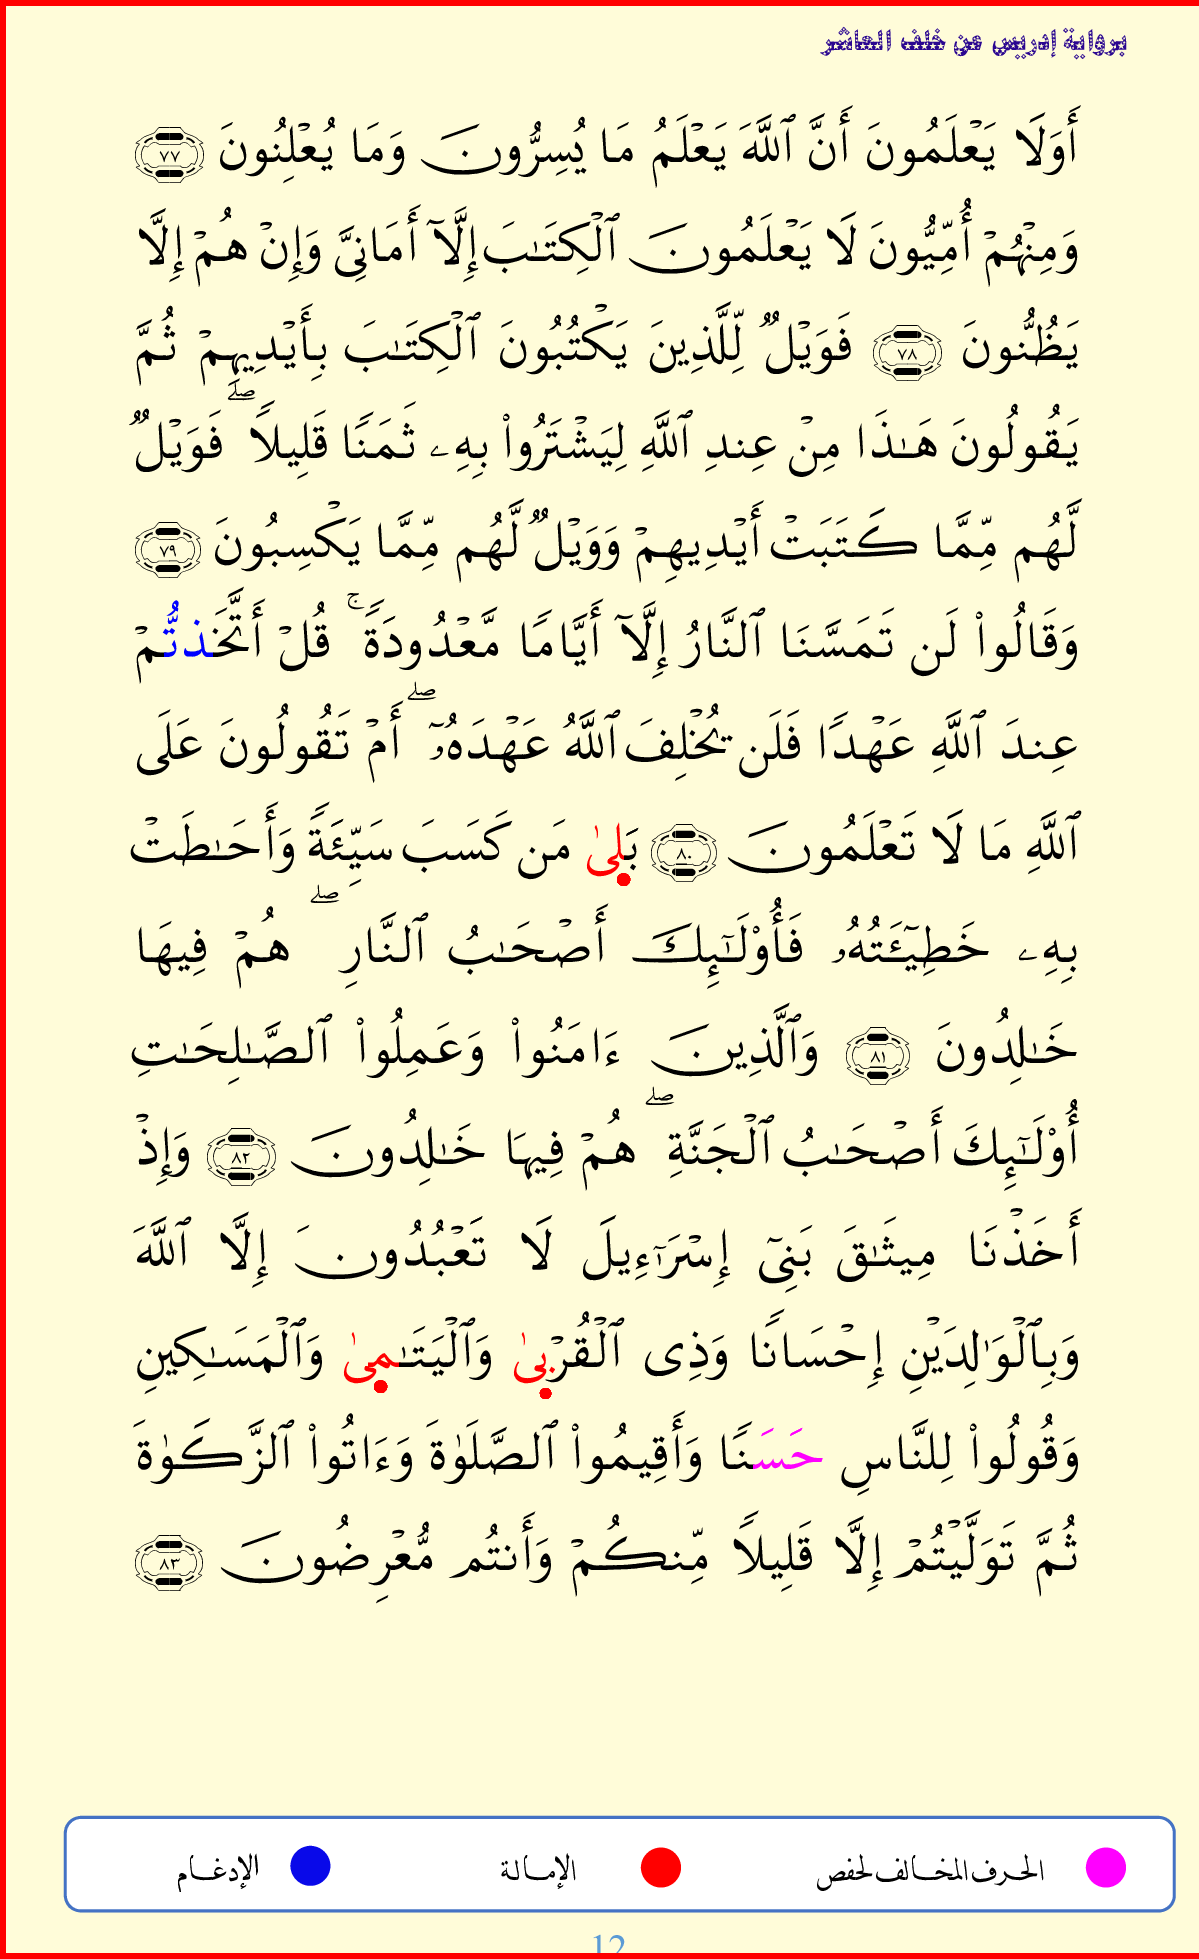 برواية إدريس عن خلف العاشر
أَوَلَا يَعۡلَمُونَ أَنَّ ٱللَّهَ يَعۡلَمُ مَا يُسِرُّونَ وَمَا يُعۡلِنُونَ ٧٧
وَمِنۡهُمۡ أُمِّيُّونَ لَا يَعۡلَمُونَ ٱلۡكِتَٰبَ إِلَّآ أَمَانِيَّ وَإِنۡ هُمۡ إِلَّا
يَظُنُّونَ ٧٨ فَوَيۡلٞ لِّلَّذِينَ يَكۡتُبُونَ ٱلۡكِتَٰبَ بِأَيۡدِيهِمۡ ثُمَّ
يَقُولُونَ هَٰذَا مِنۡ عِندِ ٱللَّهِ لِيَشۡتَرُواْ بِهِۦ ثَمَنٗا قَلِيلٗاۖ فَوَيۡلٞ
لَّهُم مِّمَّا كَتَبَتۡ أَيۡدِيهِمۡ وَوَيۡلٞ لَّهُم مِّمَّا يَكۡسِبُونَ ٧٩
وَقَالُواْ لَن تَمَسَّنَا ٱلنَّارُ إِلَّآ أَيَّامٗا مَّعۡدُودَةٗۚ قُلۡ أَتَّخَذتُّمۡ
عِندَ ٱللَّهِ عَهۡدٗا فَلَن يُخۡلِفَ ٱللَّهُ عَهۡدَهُۥٓۖ أَمۡ تَقُولُونَ عَلَى
ٱللَّهِ مَا لَا تَعۡلَمُونَ ٨٠ بَلىٰ مَن كَسَبَ سَيِّئَةٗ وَأَحَٰطَتۡ
بِهِۦ خَطِيٓـَٔتُهُۥ فَأُوْلَٰٓئِكَ أَصۡحَٰبُ ٱلنَّارِۖ هُمۡ فِيهَا
خَٰلِدُونَ ٨١ وَٱلَّذِينَ ءَامَنُواْ وَعَمِلُواْ ٱلصَّٰلِحَٰتِ
أُوْلَٰٓئِكَ أَصۡحَٰبُ ٱلۡجَنَّةِۖ هُمۡ فِيهَا خَٰلِدُونَ ٨٢ وَإِذۡ
أَخَذۡنَا مِيثَٰقَ بَنِيٓ إِسۡرَٰٓءِيلَ لَا تَعۡبُدُونَ إِلَّا ٱللَّهَ
وَبِٱلۡوَٰلِدَيۡنِ إِحۡسَانٗا وَذِي ٱلۡقُرۡبىٰ وَٱلۡيَتَٰمىٰ وَٱلۡمَسَٰكِينِ
وَقُولُواْ لِلنَّاسِ حَسَنٗا وَأَقِيمُواْ ٱلصَّلَوٰةَ وَءَاتُواْ ٱلزَّكَوٰةَ
ثُمَّ تَوَلَّيۡتُمۡ إِلَّا قَلِيلٗا مِّنكُمۡ وَأَنتُم مُّعۡرِضُونَ ٨٣
الحرف المخالف لحفص الإمالة الإدغام
12